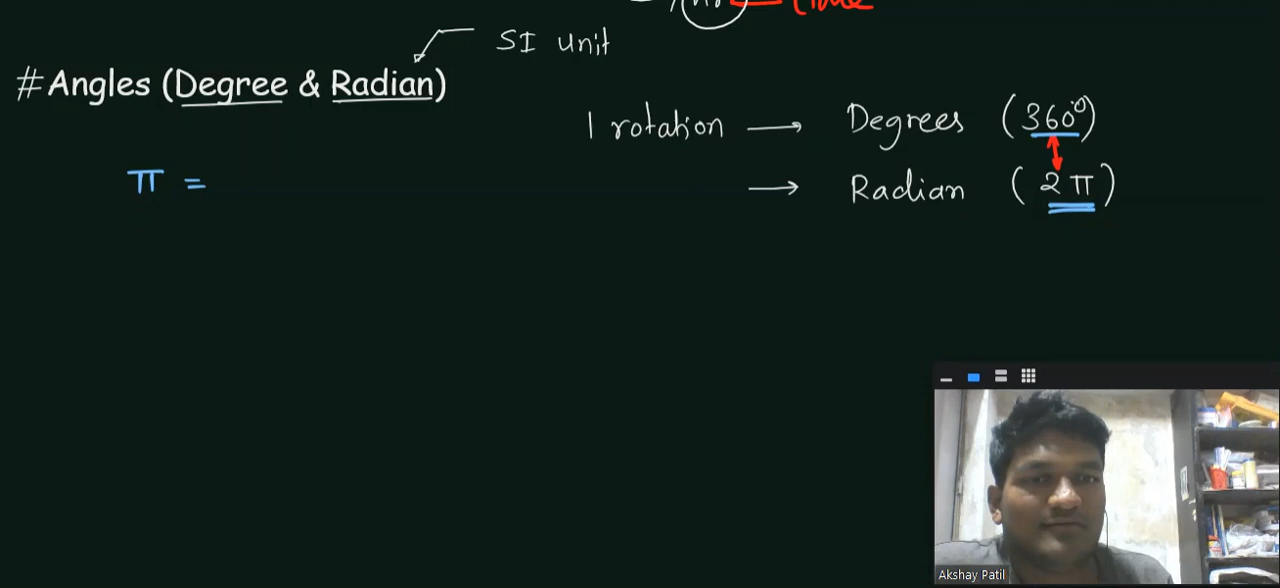 SI unit
#Angles (Degree & Radian)
1 rotation → Degrees (360°)
π = → Radian (2π)
Akshay Patil